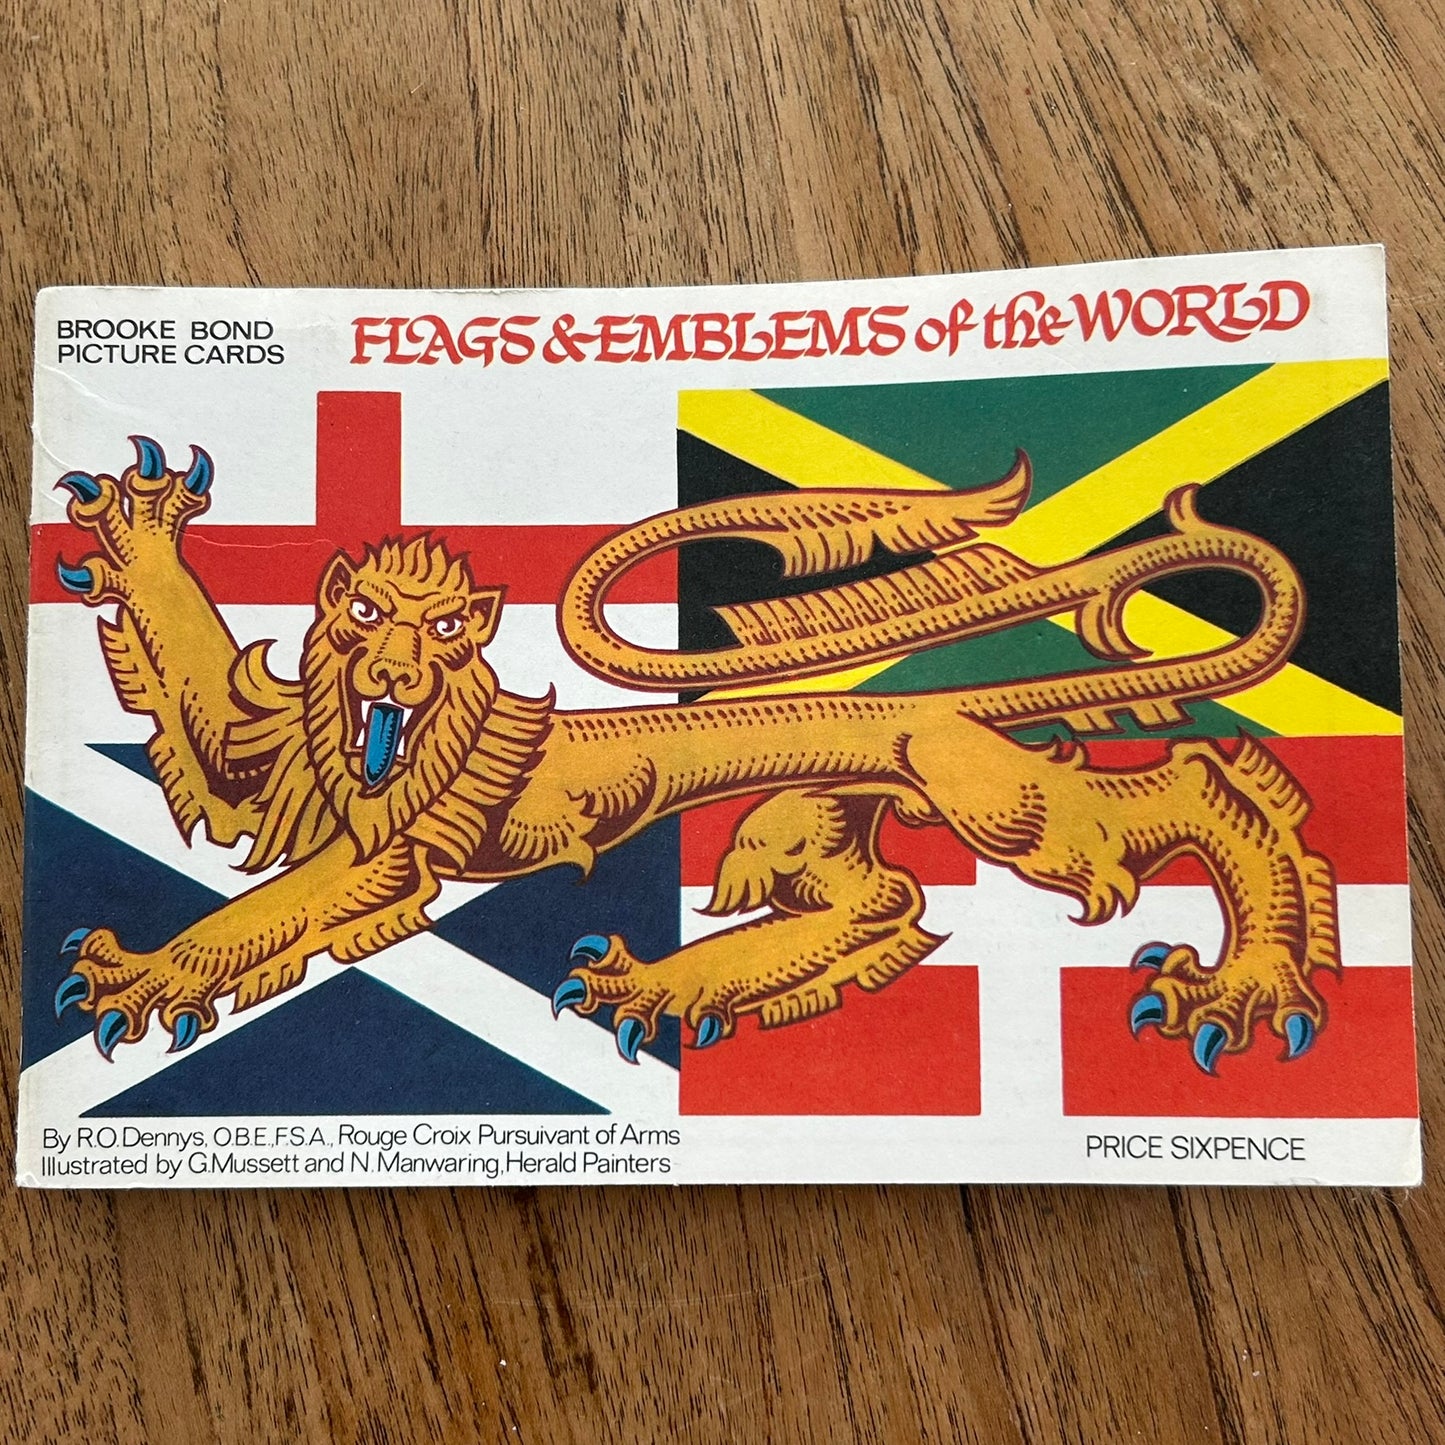 BROOKE BOND
PICTURE CARDS
FLAGS & EMBLEMS of the WORLD
By R.O.Dennys, O.B.E.,F.S.A., Rouge Croix Pursuivant of Arms
Illustrated by G.Mussett and N.Manwaring, Herald Painters
PRICE SIXPENCE